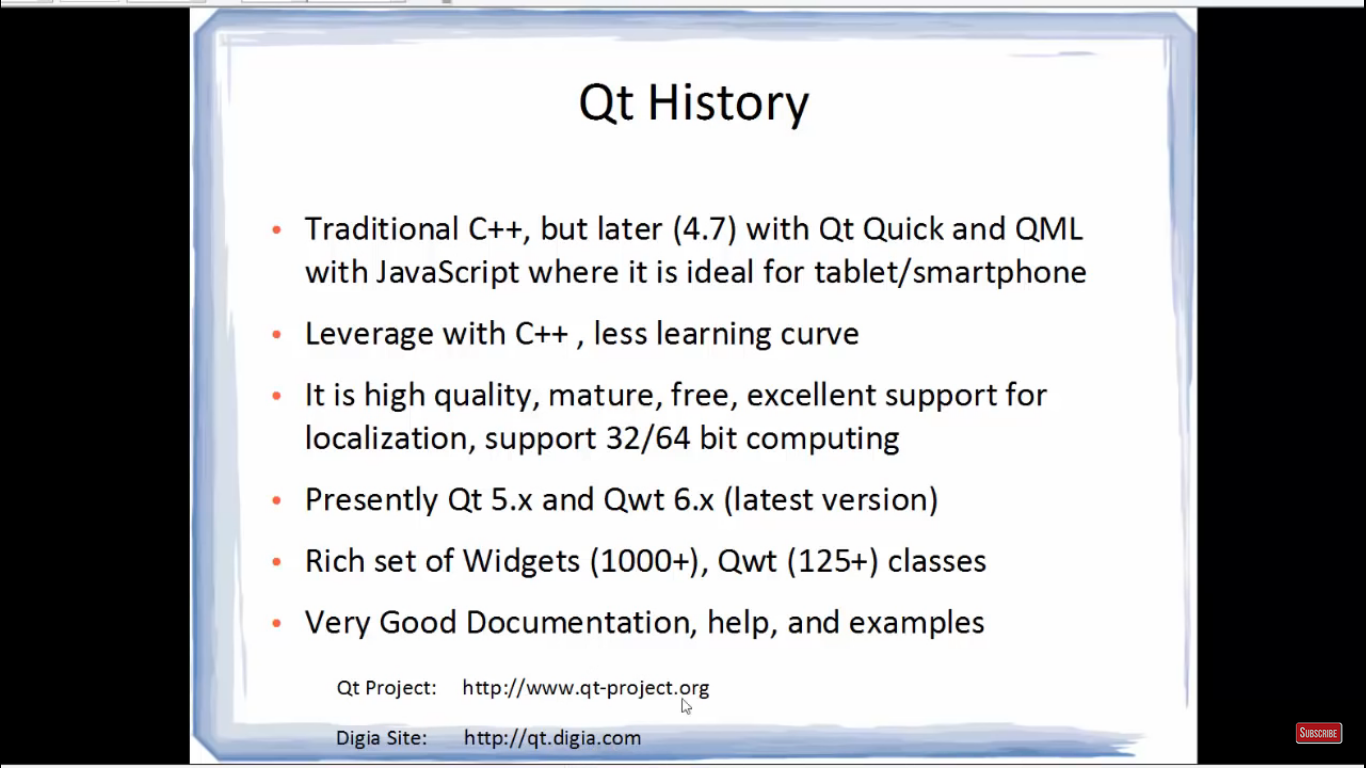 Qt History
• Traditional C++, but later (4.7) with Qt Quick and QML
with JavaScript where it is ideal for tablet/smartphone
• Leverage with C++ , less learning curve
• It is high quality, mature, free, excellent support for
localization, support 32/64 bit computing
• Presently Qt 5.x and Qwt 6.x (latest version)
• Rich set of Widgets (1000+), Qwt (125+) classes
• Very Good Documentation, help, and examples
Qt Project: http://www.qt-project.org
Digia Site: http://qt.digia.com
SUBSCRIBE